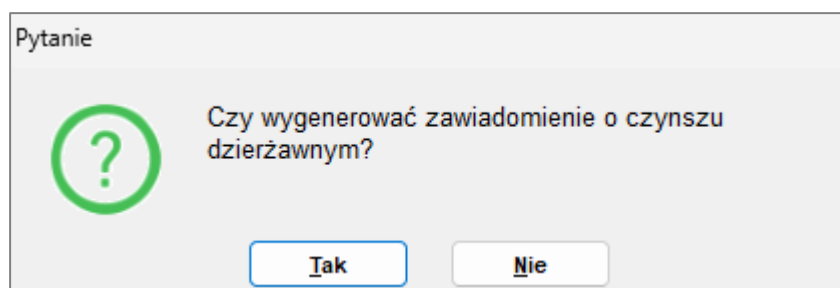 Pytanie
Czy wygenerować zawiadomienie o czynszu
dzierżawnym?
Tak
Nie